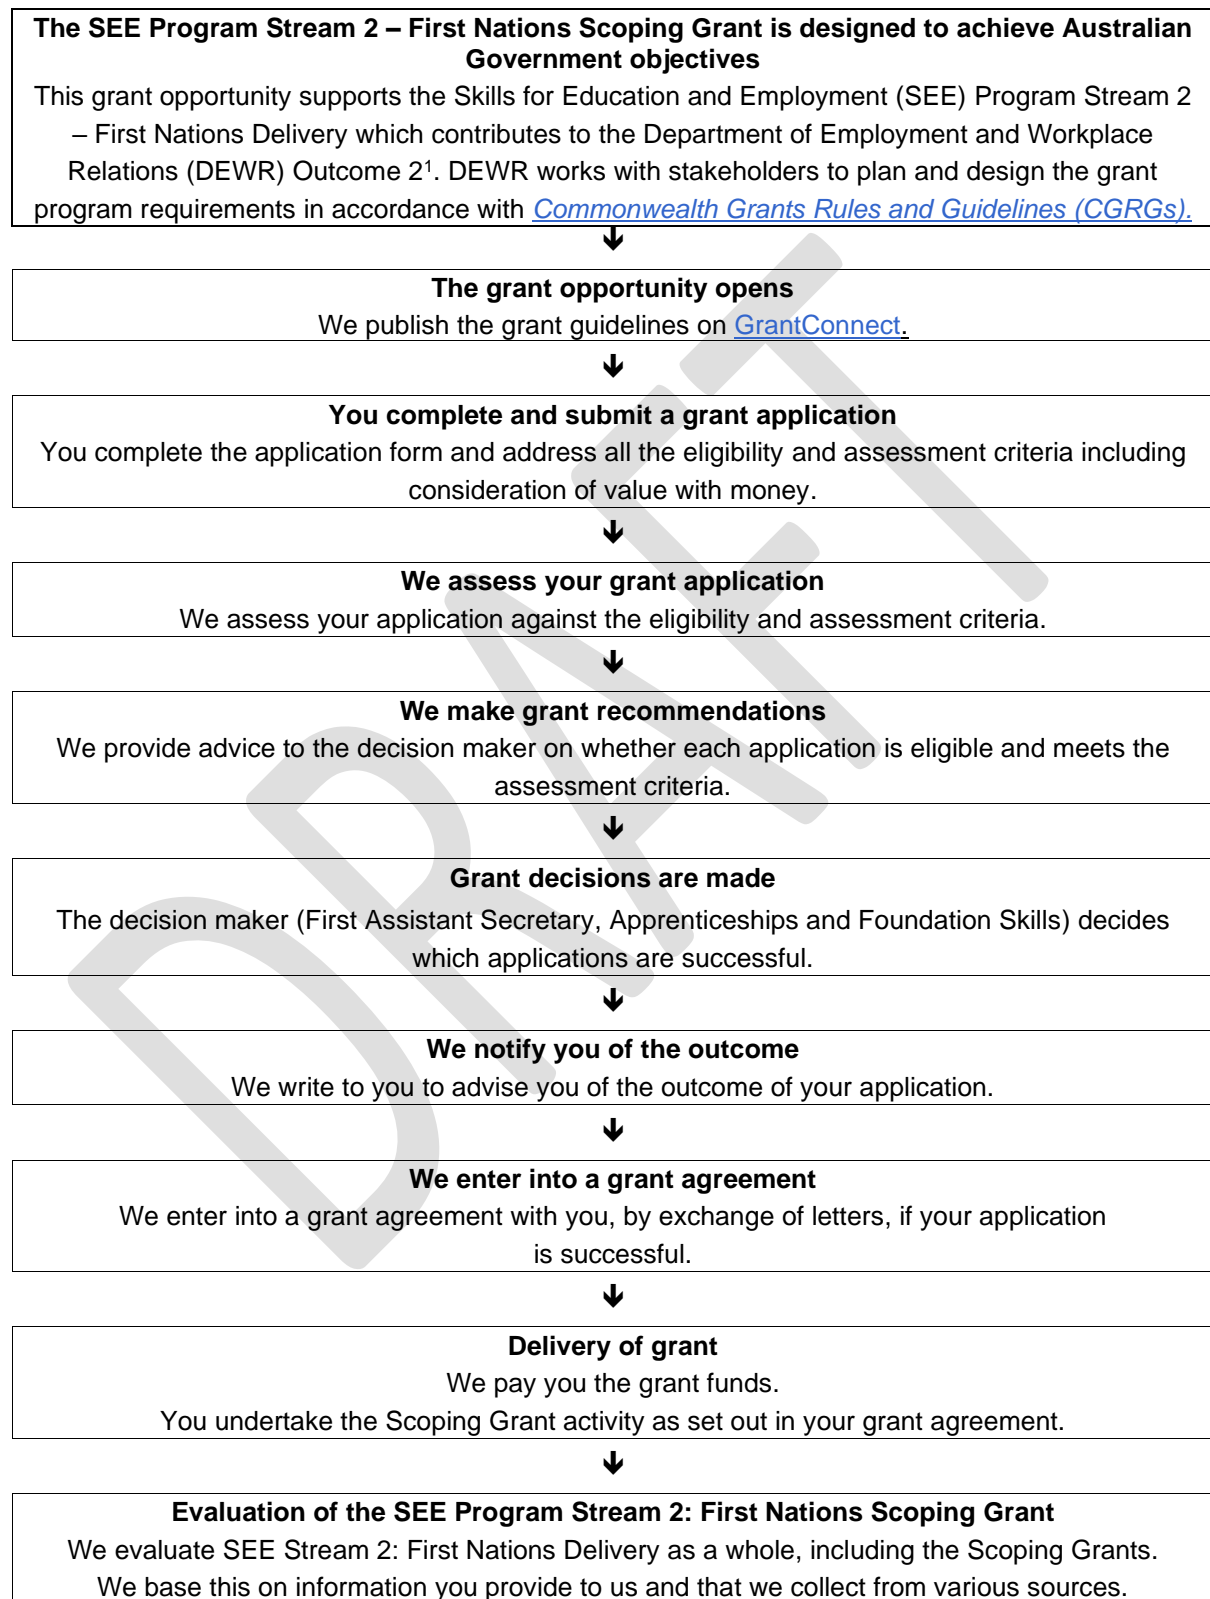 The SEE Program Stream 2 – First Nations Scoping Grant is designed to achieve Australian
Government objectives
This grant opportunity supports the Skills for Education and Employment (SEE) Program Stream 2
– First Nations Delivery which contributes to the Department of Employment and Workplace
Relations (DEWR) Outcome 2¹. DEWR works with stakeholders to plan and design the grant
program requirements in accordance with Commonwealth Grants Rules and Guidelines (CGRGs).
The grant opportunity opens
We publish the grant guidelines on GrantConnect.
You complete and submit a grant application
You complete the application form and address all the eligibility and assessment criteria including
consideration of value with money.
We assess your grant application
We assess your application against the eligibility and assessment criteria.
We make grant recommendations
We provide advice to the decision maker on whether each application is eligible and meets the
assessment criteria.
Grant decisions are made
The decision maker (First Assistant Secretary, Apprenticeships and Foundation Skills) decides
which applications are successful.
We notify you of the outcome
We write to you to advise you of the outcome of your application.
We enter into a grant agreement
We enter into a grant agreement with you, by exchange of letters, if your application
is successful.
Delivery of grant
We pay you the grant funds.
You undertake the Scoping Grant activity as set out in your grant agreement.
Evaluation of the SEE Program Stream 2: First Nations Scoping Grant
We evaluate SEE Stream 2: First Nations Delivery as a whole, including the Scoping Grants.
We base this on information you provide to us and that we collect from various sources.
DRAFT